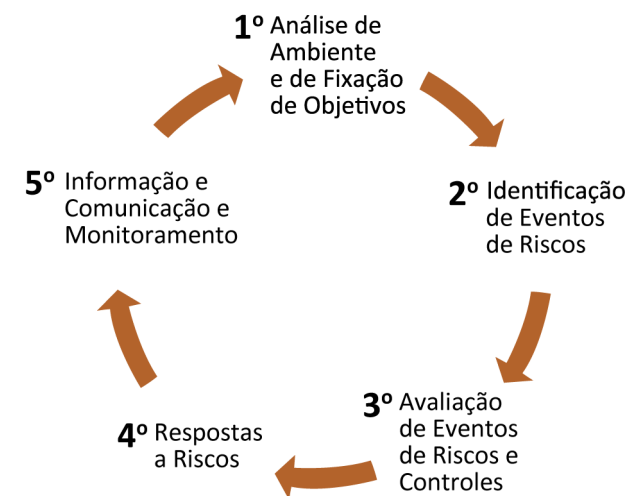 1º Análise de
Ambiente
e de Fixação
de Objetivos
2º Identificação
de Eventos
de Riscos
3º Avaliação
de Eventos
de Riscos e
Controles
4º Respostas
a Riscos
5º Informação e
Comunicação e
Monitoramento